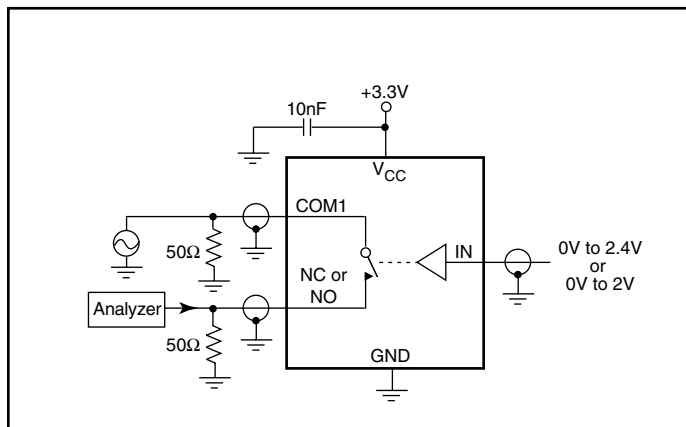 +3.3V
10nF
VCC
COM1
50Ω
IN
0V to 2.4V
or
0V to 2V
NC or
NO
Analyzer
50Ω
GND